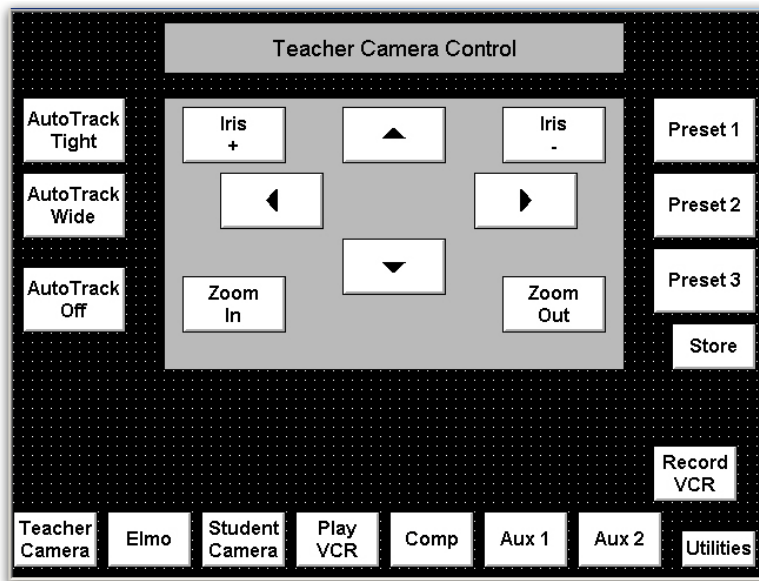 Teacher Camera Control
AutoTrack
Tight
Iris
+
Iris
-
Preset 1
AutoTrack
Wide
Preset 2
AutoTrack
Off
Zoom
In
Zoom
Out
Preset 3
Store
Record
VCR
Teacher
Camera
Elmo
Student
Camera
Play
VCR
Comp
Aux 1
Aux 2
Utilities